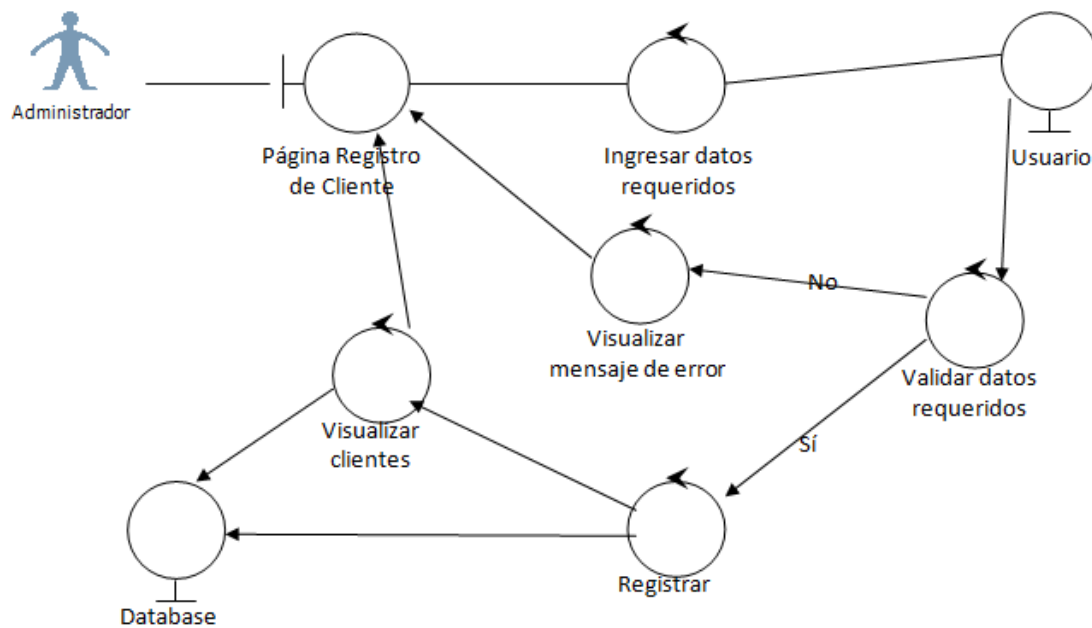 Administrador
Página Registro
de Cliente
Ingresar datos
requeridos
Usuario
No
Visualizar
mensaje de error
Validar datos
requeridos
Visualizar
clientes
Sí
Registrar
Database